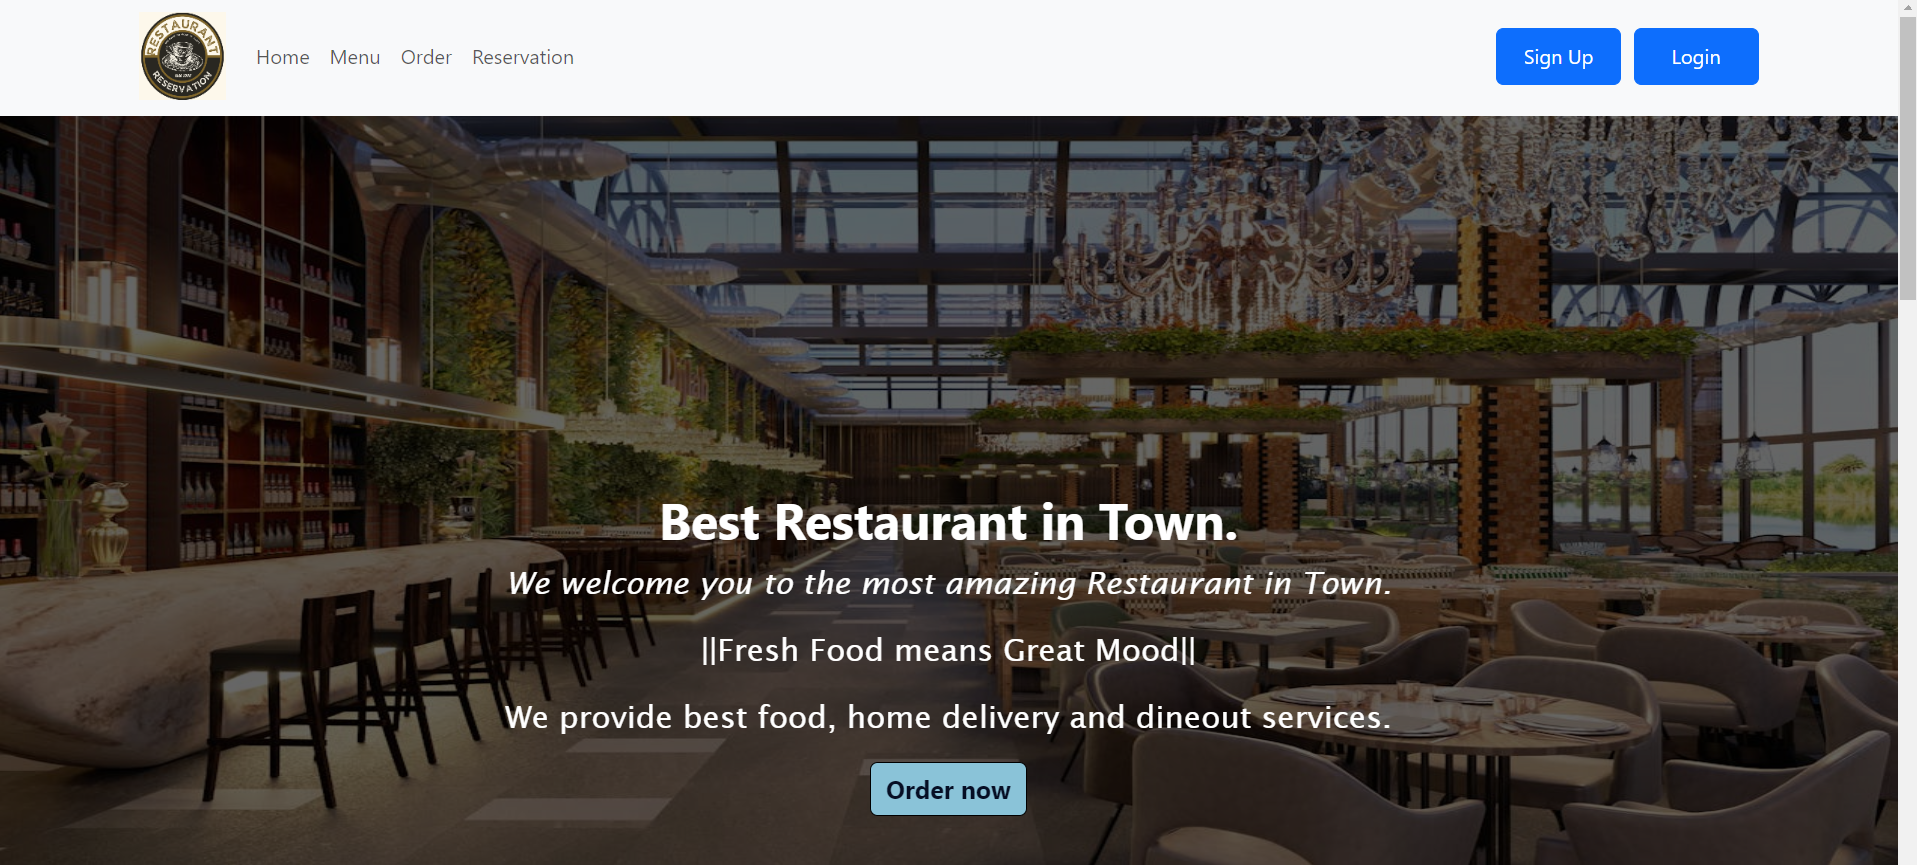 RESTAURANT
RESERVATION
Home
Menu
Order
Reservation
Sign Up
Login
Best Restaurant in Town.
We welcome you to the most amazing Restaurant in Town.
||Fresh Food means Great Mood||
We provide best food, home delivery and dineout services.
Order now